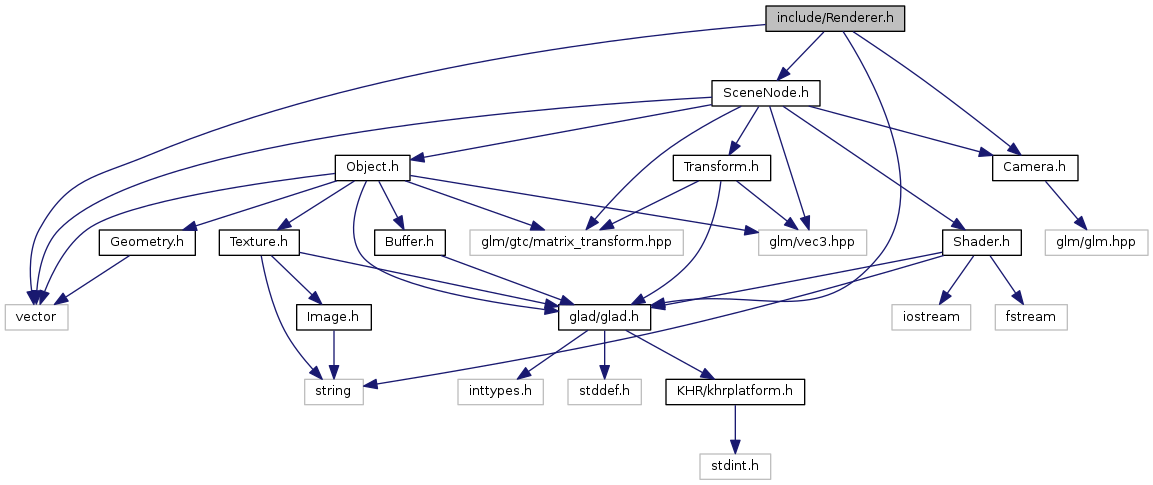 include/Renderer.h
SceneNode.h
Object.h
Transform.h
Camera.h
Geometry.h
Texture.h
Buffer.h
glm/gtc/matrix_transform.hpp
glm/vec3.hpp
Shader.h
glm/glm.hpp
vector
Image.h
glad/glad.h
iostream
fstream
string
inttypes.h
stddef.h
KHR/khrplatform.h
stdint.h